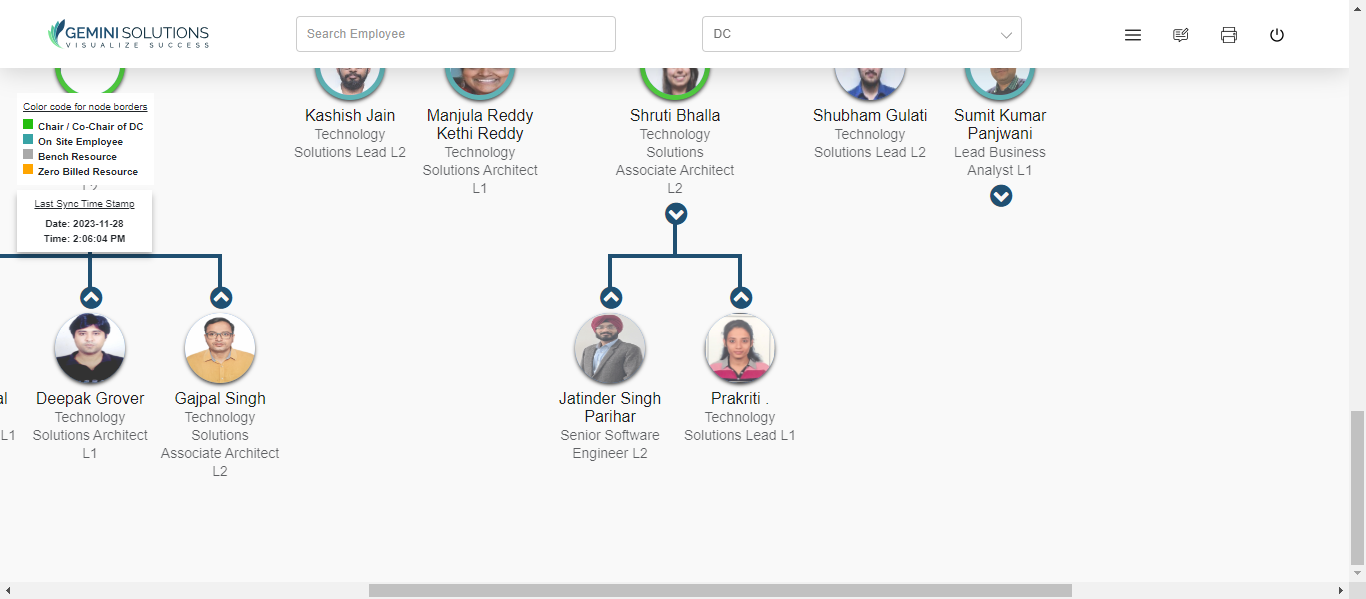 GEMINI SOLUTIONS
VISUALIZE SUCCESS
Search Employee
DC
Color code for node borders
Chair / Co-Chair of DC
On Site Employee
Bench Resource
Zero Billed Resource
L2
Last Sync Time Stamp
Date: 2023-11-28
Time: 2:06:04 PM
Kashish Jain
Technology
Solutions Lead L2
Manjula Reddy
Kethi Reddy
Technology
Solutions Architect
L1
Shruti Bhalla
Technology
Solutions
Associate Architect
L2
Shubham Gulati
Technology
Solutions Lead L2
Sumit Kumar
Panjwani
Lead Business
Analyst L1
al
L1
Deepak Grover
Technology
Solutions Architect
L1
Gajpal Singh
Technology
Solutions
Associate Architect
L2
Jatinder Singh
Parihar
Senior Software
Engineer L2
Prakriti .
Technology
Solutions Lead L1